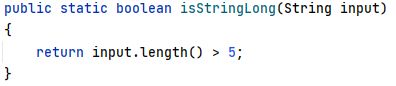 public static boolean isStringLong(String input)
{
    return input.length() > 5;
}